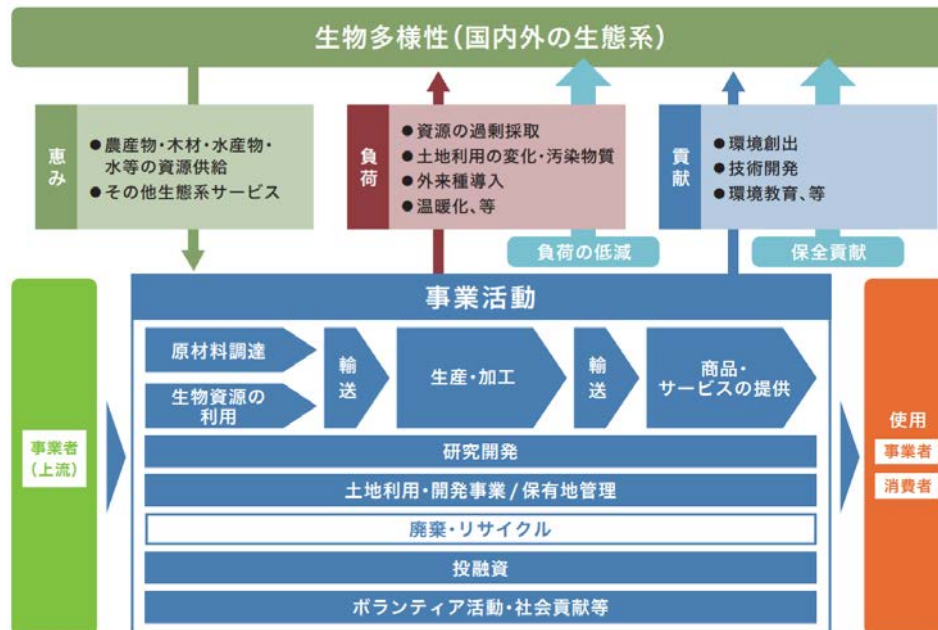 生物多様性(国内外の生態系)
恵み
●農産物・木材・水産物・
水等の資源供給
●その他生態系サービス
負荷
●資源の過剰採取
●土地利用の変化・汚染物質
●外来種導入
●温暖化、等
貢献
●環境創出
●技術開発
●環境教育、等
負荷の低減
保全貢献
事業者
(上流)
事業活動
原材料調達
生物資源の
利用
輸送
生産・加工
輸送
商品・
サービスの提供
研究開発
土地利用・開発事業/保有地管理
廃棄・リサイクル
投融資
ボランティア活動・社会貢献等
使用
事業者
消費者